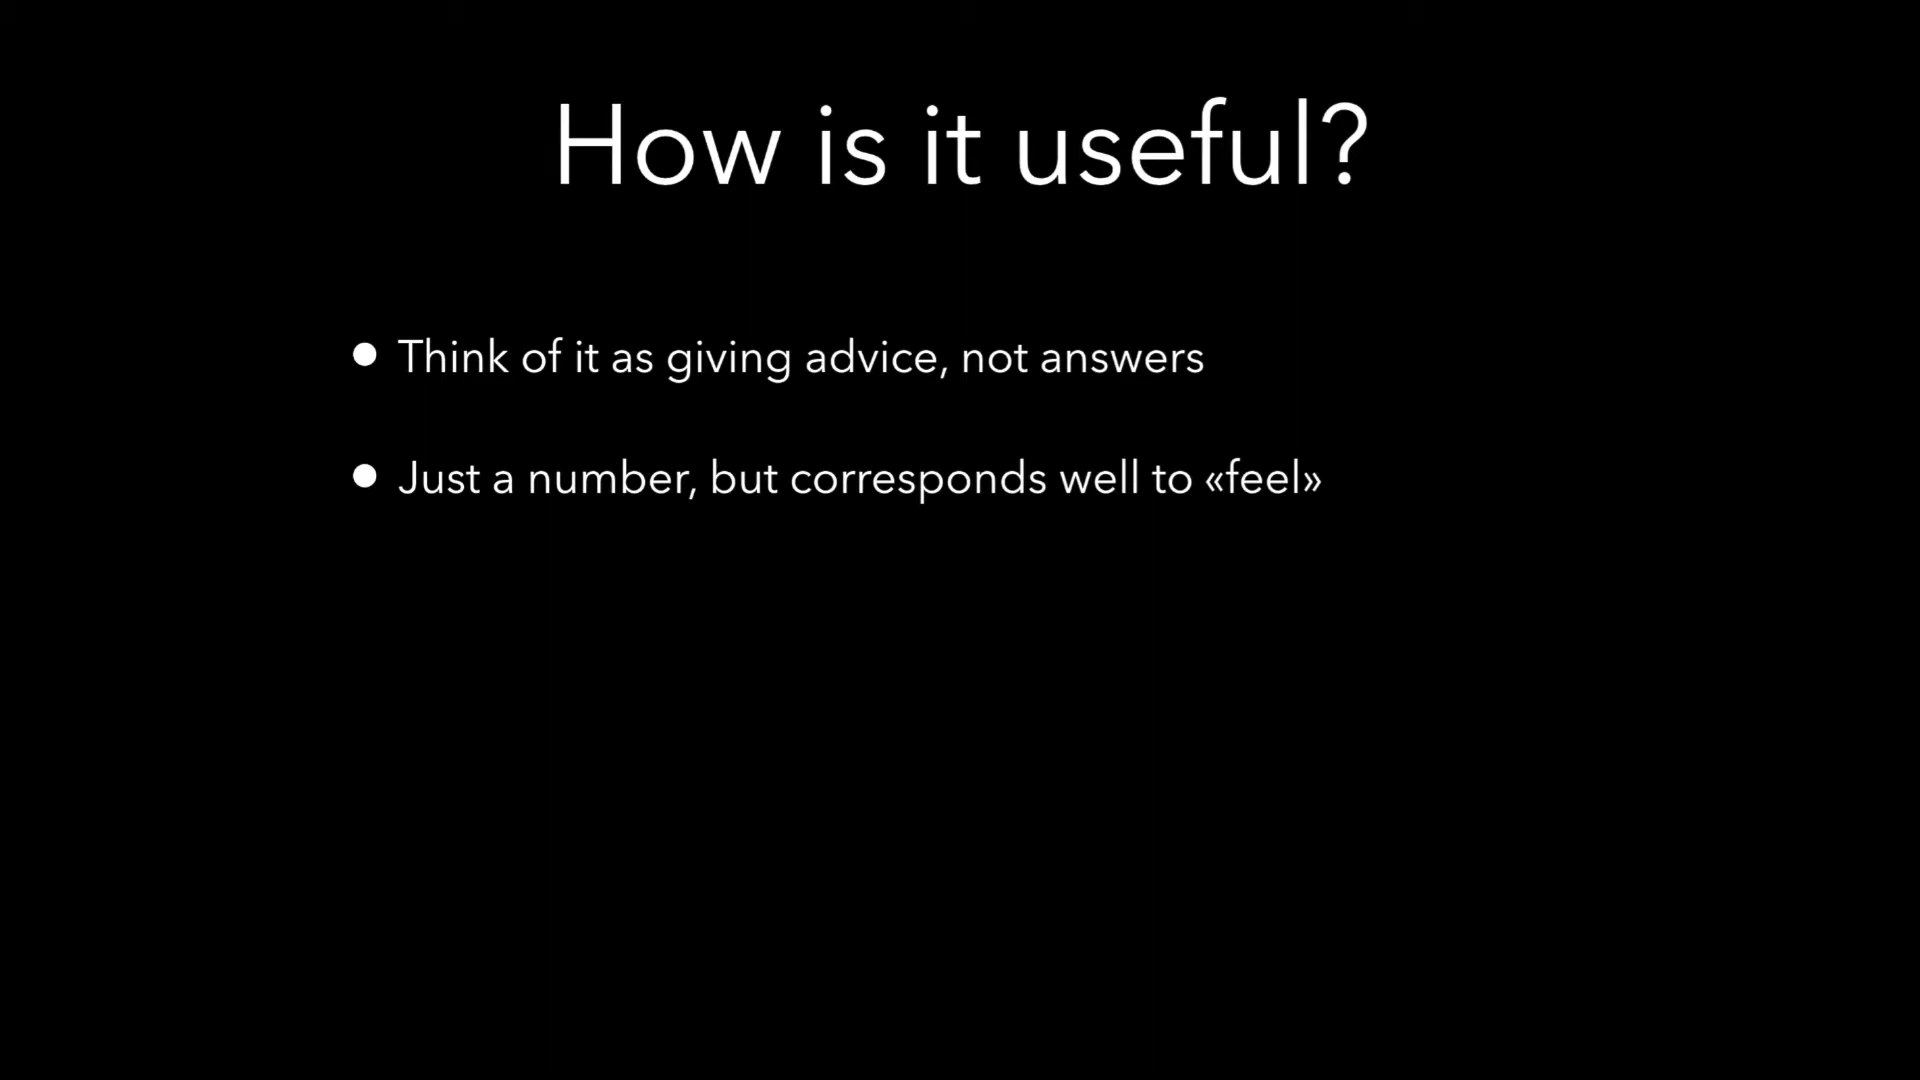 How is it useful?
● Think of it as giving advice, not answers
● Just a number, but corresponds well to «feel»